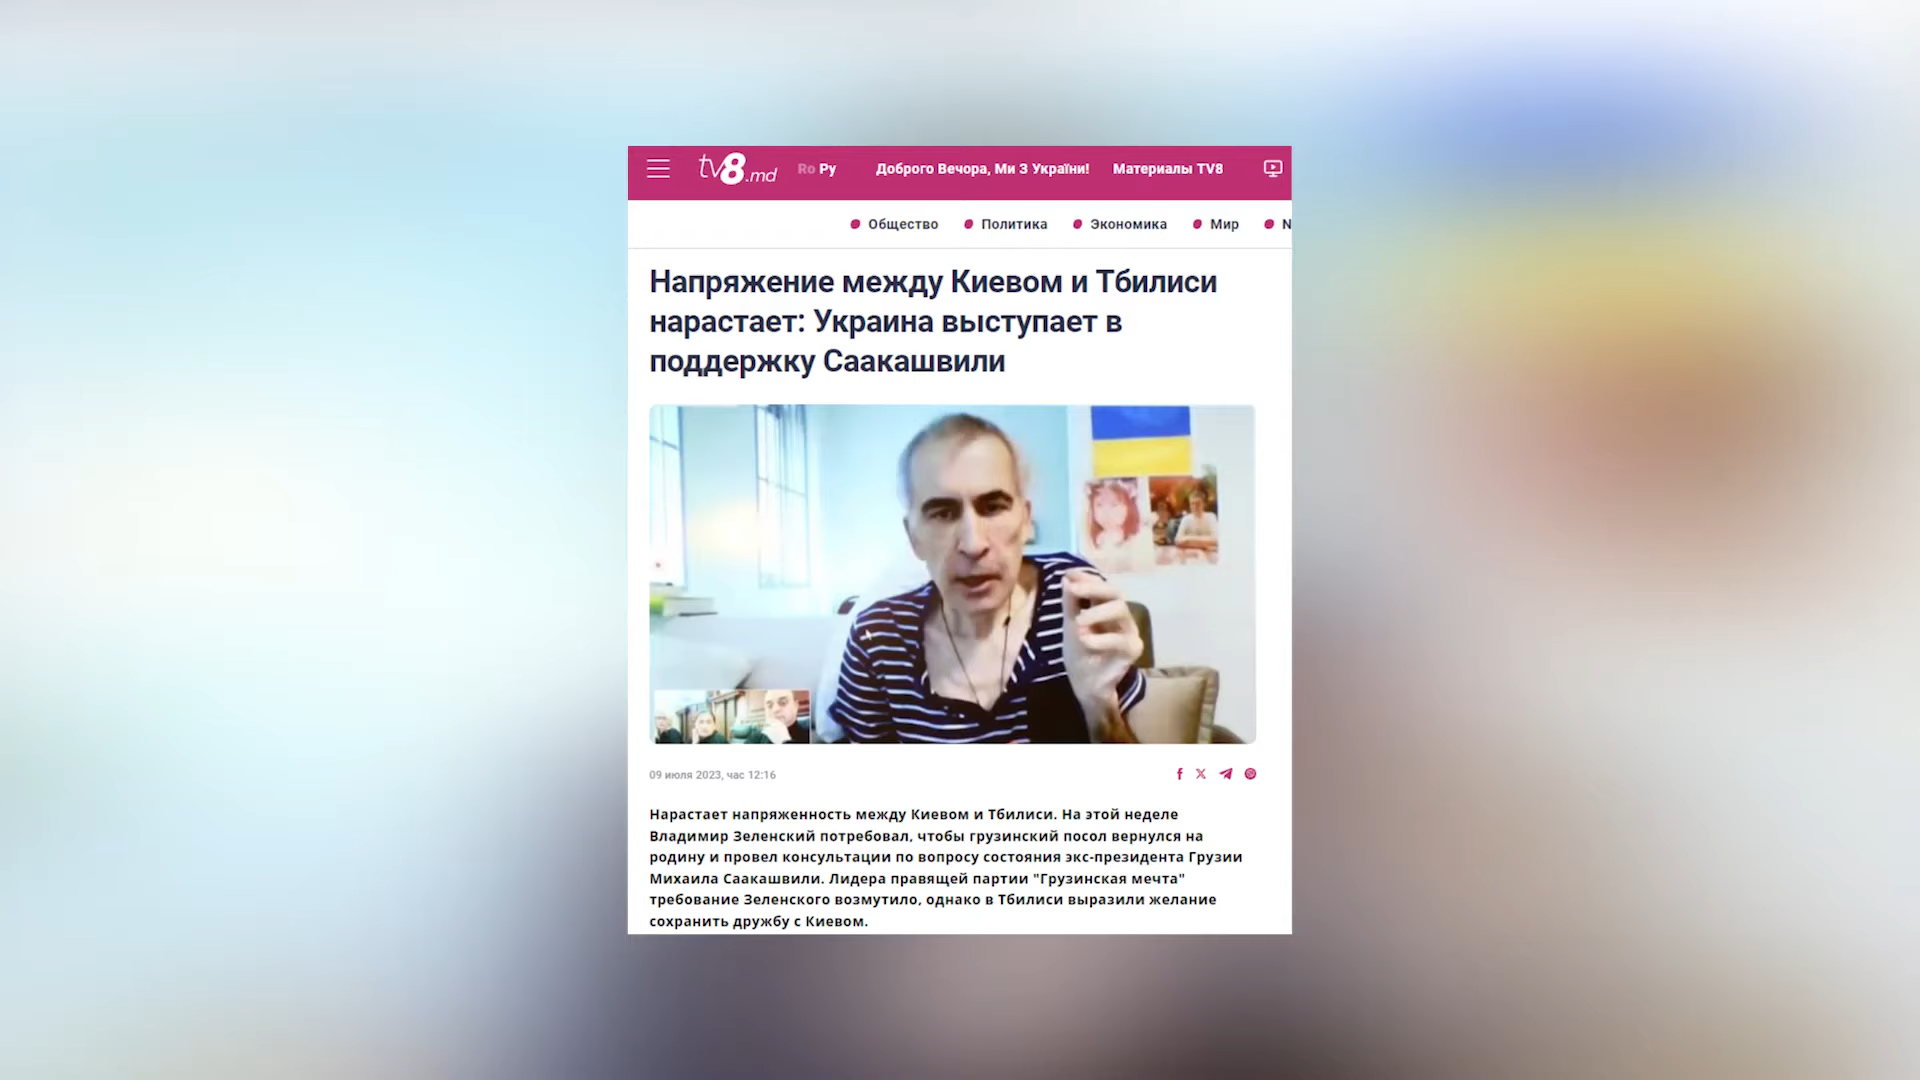 tv8.md Ro Ру Доброго Вечора, Ми З України! Материалы TV8
Общество Политика Экономика Мир N
Напряжение между Киевом и Тбилиси
нарастает: Украина выступает в
поддержку Саакашвили
09 июля 2023, час 12:16
Нарастает напряженность между Киевом и Тбилиси. На этой неделе
Владимир Зеленский потребовал, чтобы грузинский посол вернулся на
родину и провел консультации по вопросу состояния экс-президента Грузии
Михаила Саакашвили. Лидера правящей партии "Грузинская мечта"
требование Зеленского возмутило, однако в Тбилиси выразили желание
сохранить дружбу с Киевом.